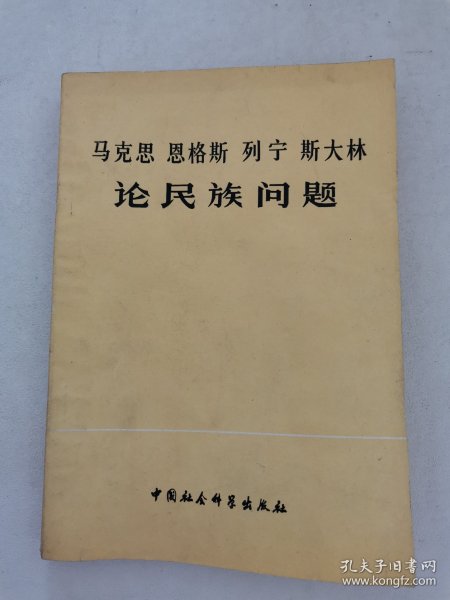 马克思 恩格斯 列宁 斯大林
论民族问题
中国社会科学出版社
孔夫子旧书网
www.kongfz.com